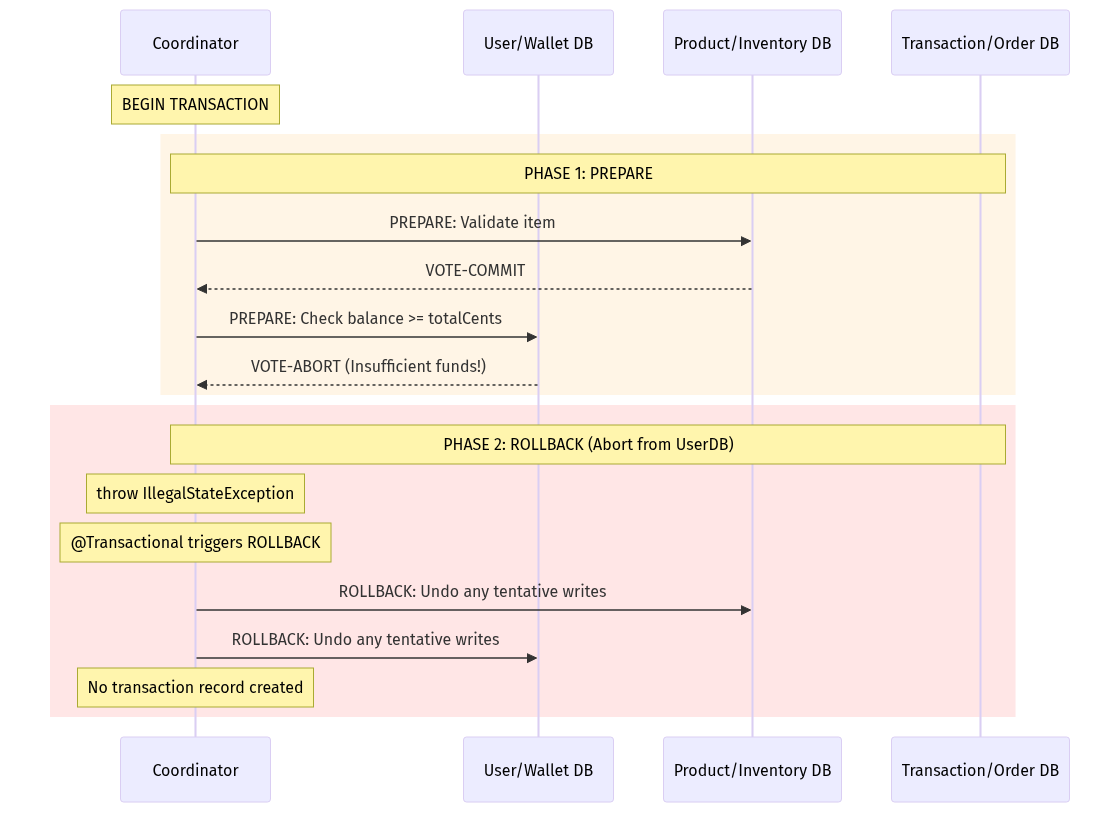 Coordinator
User/Wallet DB
Product/Inventory DB
Transaction/Order DB
BEGIN TRANSACTION
PHASE 1: PREPARE
PREPARE: Validate item
VOTE-COMMIT
PREPARE: Check balance >= totalCents
VOTE-ABORT (Insufficient funds!)
PHASE 2: ROLLBACK (Abort from UserDB)
throw IllegalStateException
@Transactional triggers ROLLBACK
ROLLBACK: Undo any tentative writes
ROLLBACK: Undo any tentative writes
No transaction record created
Coordinator
User/Wallet DB
Product/Inventory DB
Transaction/Order DB